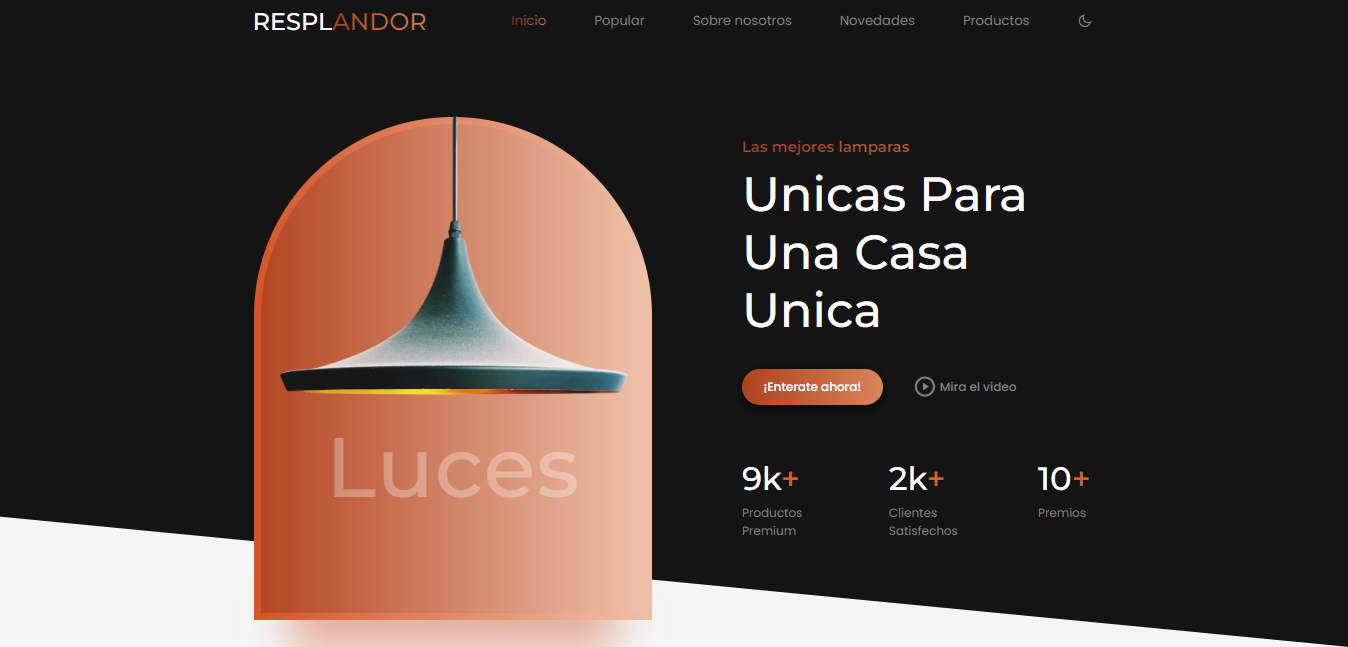 RESPLANDOR
Inicio
Popular
Sobre nosotros
Novedades
Productos
Luces
Las mejores lamparas
Unicas Para
Una Casa
Unica
¡Enterate ahora!
Mira el video
9k+
Productos
Premium
2k+
Clientes
Satisfechos
10+
Premios